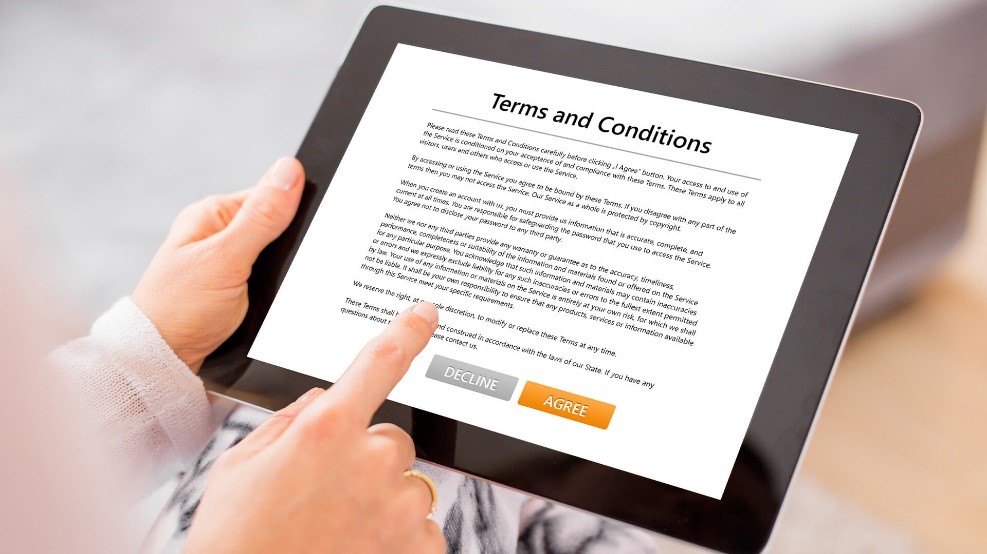 Terms and Conditions
Please read these Terms and Conditions carefully before clicking „I Agree" button. Your access to and use of
the Service is conditioned on your acceptance of and compliance with these Terms. These Terms apply to all
visitors, users and others who access or use the Service.
By accessing or using the Service you agree to be bound by these Terms. If you disagree with any part of the
terms then you may not access the Service. Our Service as a whole is protected by copyright.
When you create an account with us, you must provide us information that is accurate, complete, and
current at all times. You are responsible for safeguarding the password that you use to access the Service.
You agree not to disclose your password to any third party.
Neither we nor any third parties provide any warranty or guarantee as to the accuracy, timeliness,
performance, completeness or suitability of the information and materials found or offered on the Service
for any particular purpose. You acknowledge that such information and materials may contain inaccuracies
or errors and we expressly exclude liability for any such inaccuracies or errors to the fullest extent permitted
by law. Your use of any information or materials on the Service is entirely at your own risk, for which we shall
not be liable. It shall be your own responsibility to ensure that any products, services or information available
through this Service meet your specific requirements.
We reserve the right, at discretion, to modify or replace these Terms at any time.
These Terms shall and construed in accordance with the laws of our State. If you have any
questions about contact us.
DECLINE
AGREE